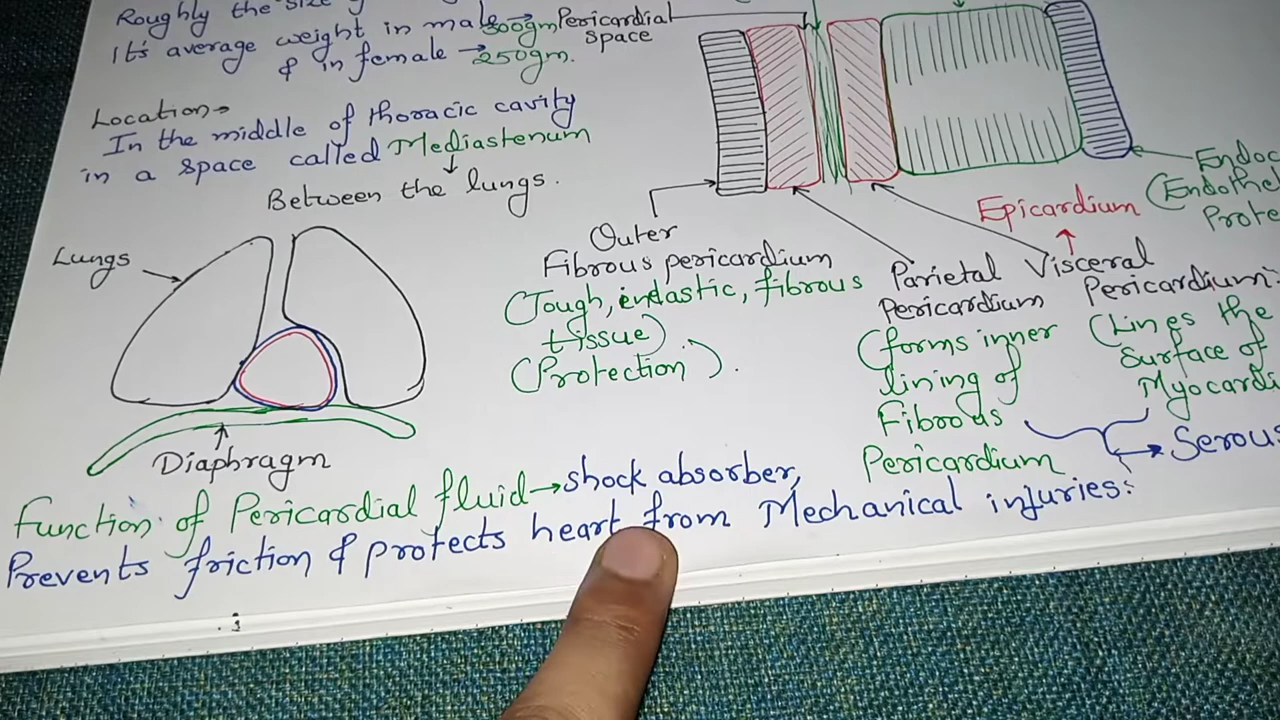 Roughly the size
It's average weight in male → 300gm
& in female → 250gm.
Location →
In the middle of thoracic cavity
in a space called Mediastenum
Between the lungs.
Lungs
Diaphragm
Pericardial
space
Outer
Fibrous pericardium
(Tough, inelastic, fibrous
tissue)
(Protection).
Parietal
Pericardium
(forms inner
lining of
Fibrous
Pericardium
Epicardium
Visceral
Pericardium
(Lines the
Surface of
Myocardi
Serous
Endoc
(Endothel
Prote
Function of Pericardial fluid → shock absorber,
Prevents friction & protects heart from Mechanical injuries.